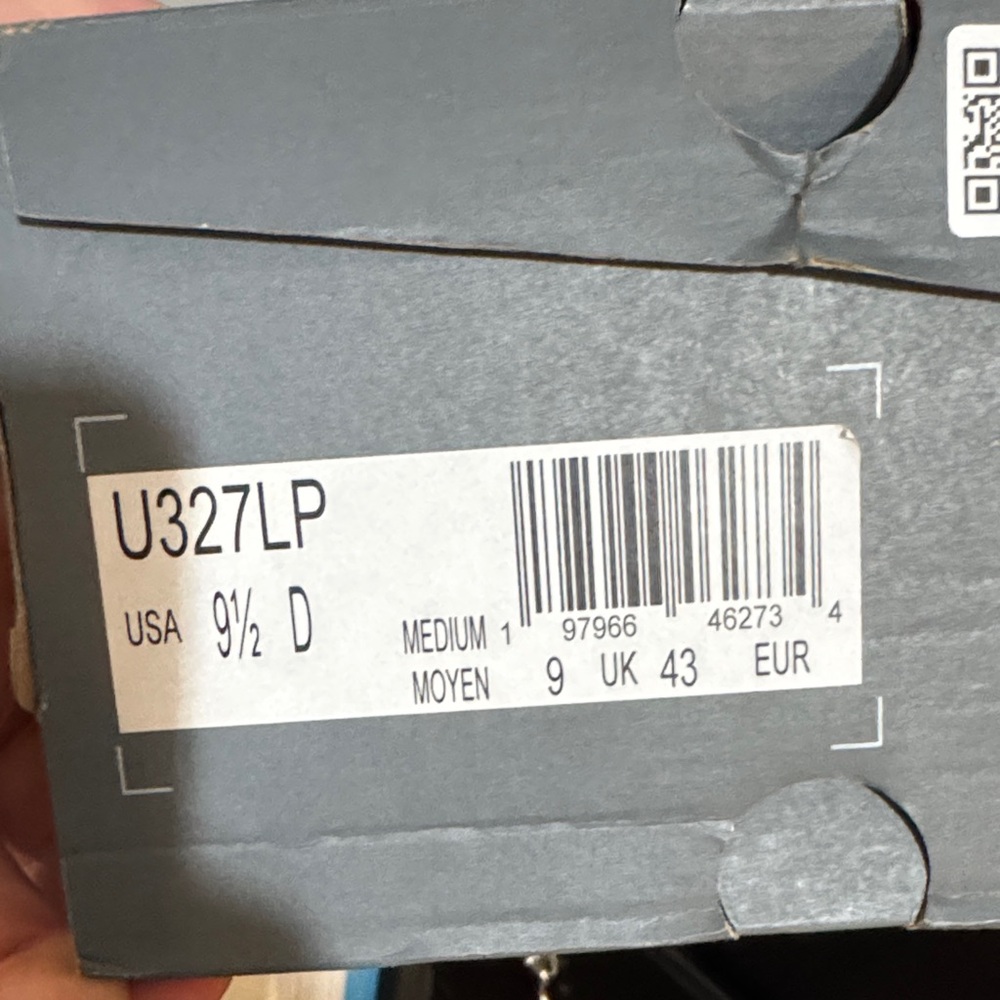 U327LP
USA 9½ D
MEDIUM
MOYEN
1 97966 46273 4
9 UK 43 EUR